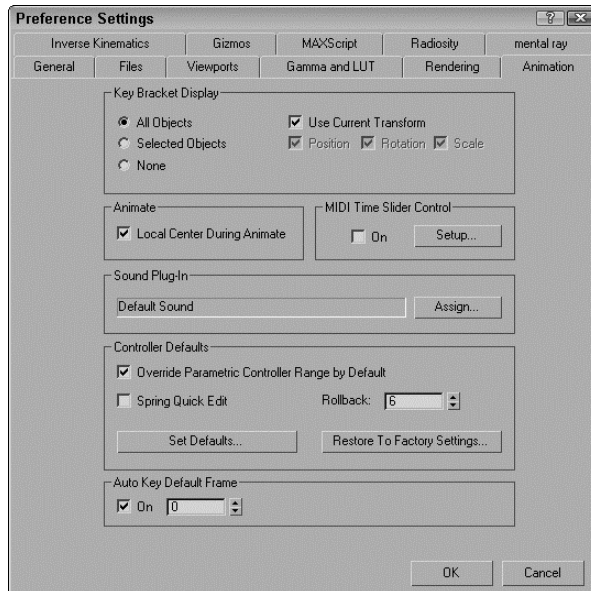 Preference Settings
Inverse Kinematics Gizmos MAXScript Radiosity mental ray
General Files Viewports Gamma and LUT Rendering Animation
Key Bracket Display
All Objects Use Current Transform
Selected Objects Position Rotation Scale
None
Animate MIDI Time Slider Control
Local Center During Animate On Setup...
Sound Plug-In
Default Sound Assign...
Controller Defaults
Override Parametric Controller Range by Default
Spring Quick Edit Rollback: 6
Set Defaults... Restore To Factory Settings...
Auto Key Default Frame
On 0
OK Cancel